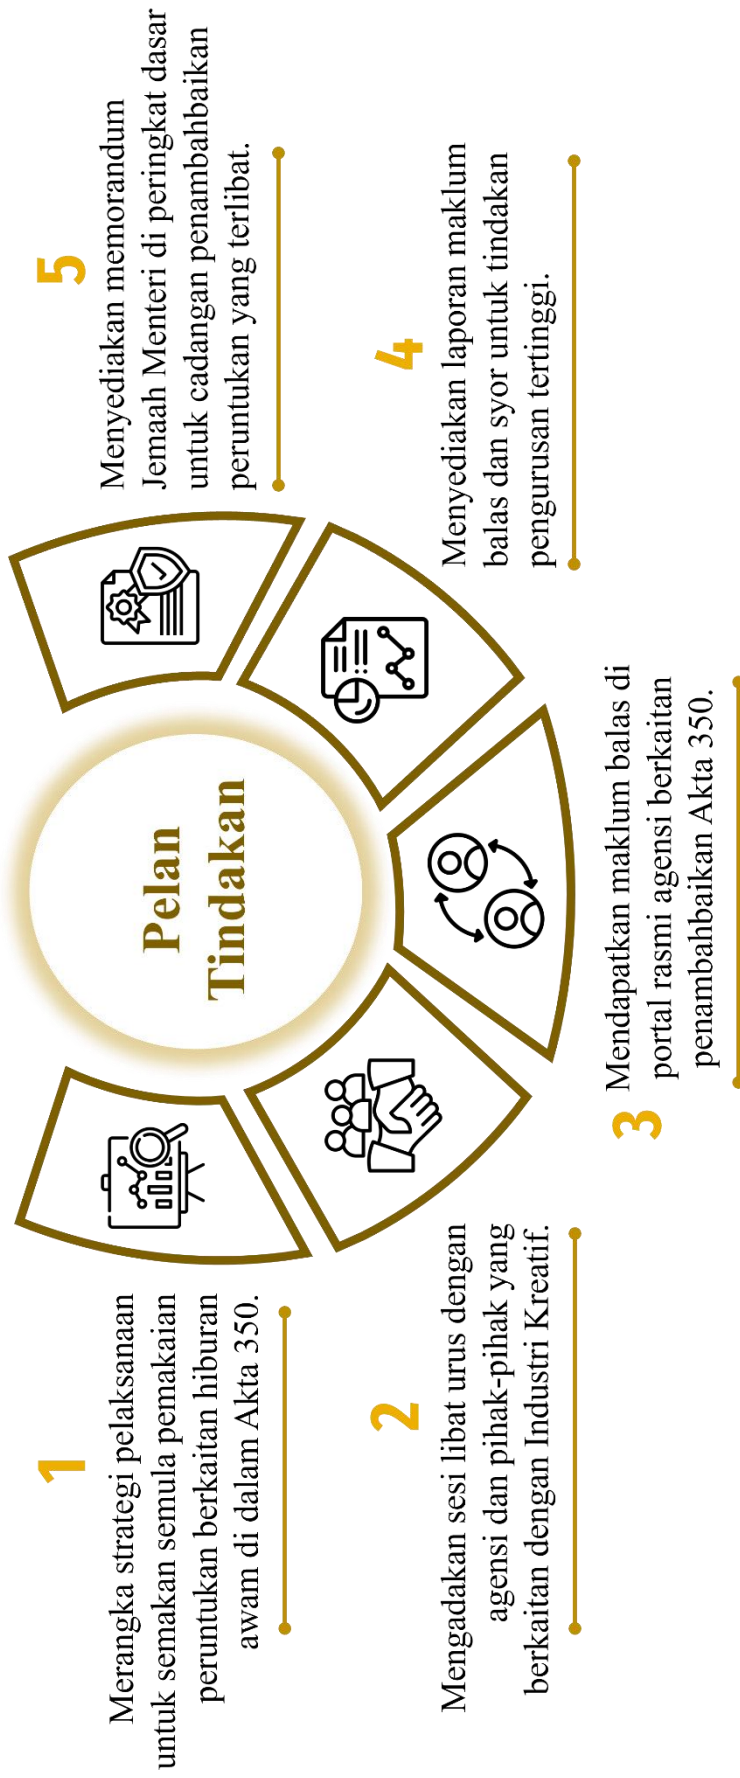 Pelan
Tindakan
1
Merangka strategi pelaksanaan
untuk semakan semula pemakaian
peruntukan berkaitan hiburan
awam di dalam Akta 350.
2
Mengadakan sesi libat urus dengan
agensi dan pihak-pihak yang
berkaitan dengan Industri Kreatif.
3
Mendapatkan maklum balas di
portal rasmi agensi berkaitan
penambahbaikan Akta 350.
4
Menyediakan laporan maklum
balas dan syor untuk tindakan
pengurusan tertinggi.
5
Menyediakan memorandum
Jemaah Menteri di peringkat dasar
untuk cadangan penambahbaikan
peruntukan yang terlibat.